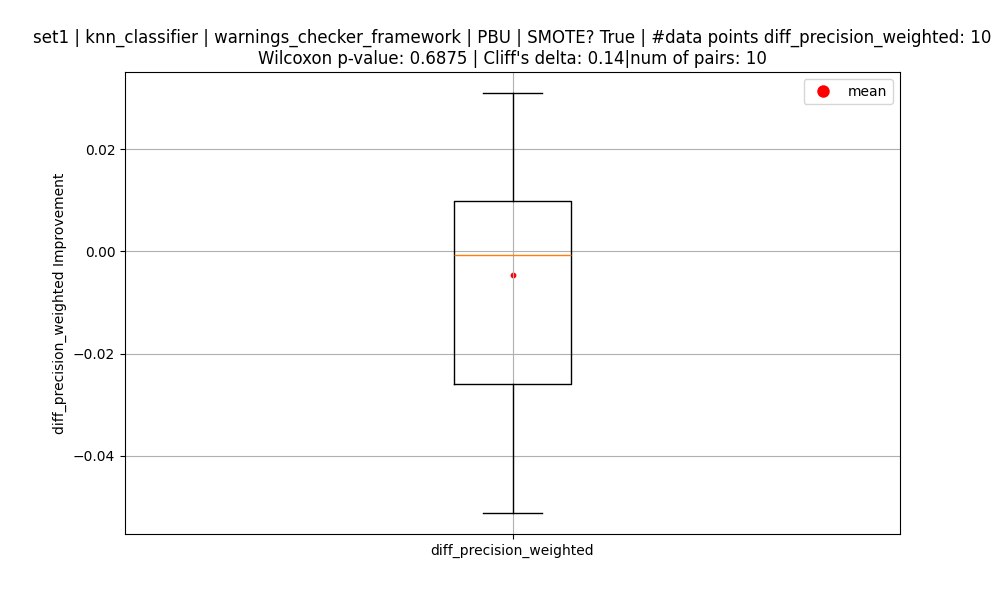 set1 | knn_classifier | warnings_checker_framework | PBU | SMOTE? True | #data points diff_precision_weighted: 10
Wilcoxon p-value: 0.6875 | Cliff's delta: 0.14|num of pairs: 10
mean
0.02
0.00
−0.02
−0.04
diff_precision_weighted Improvement
diff_precision_weighted